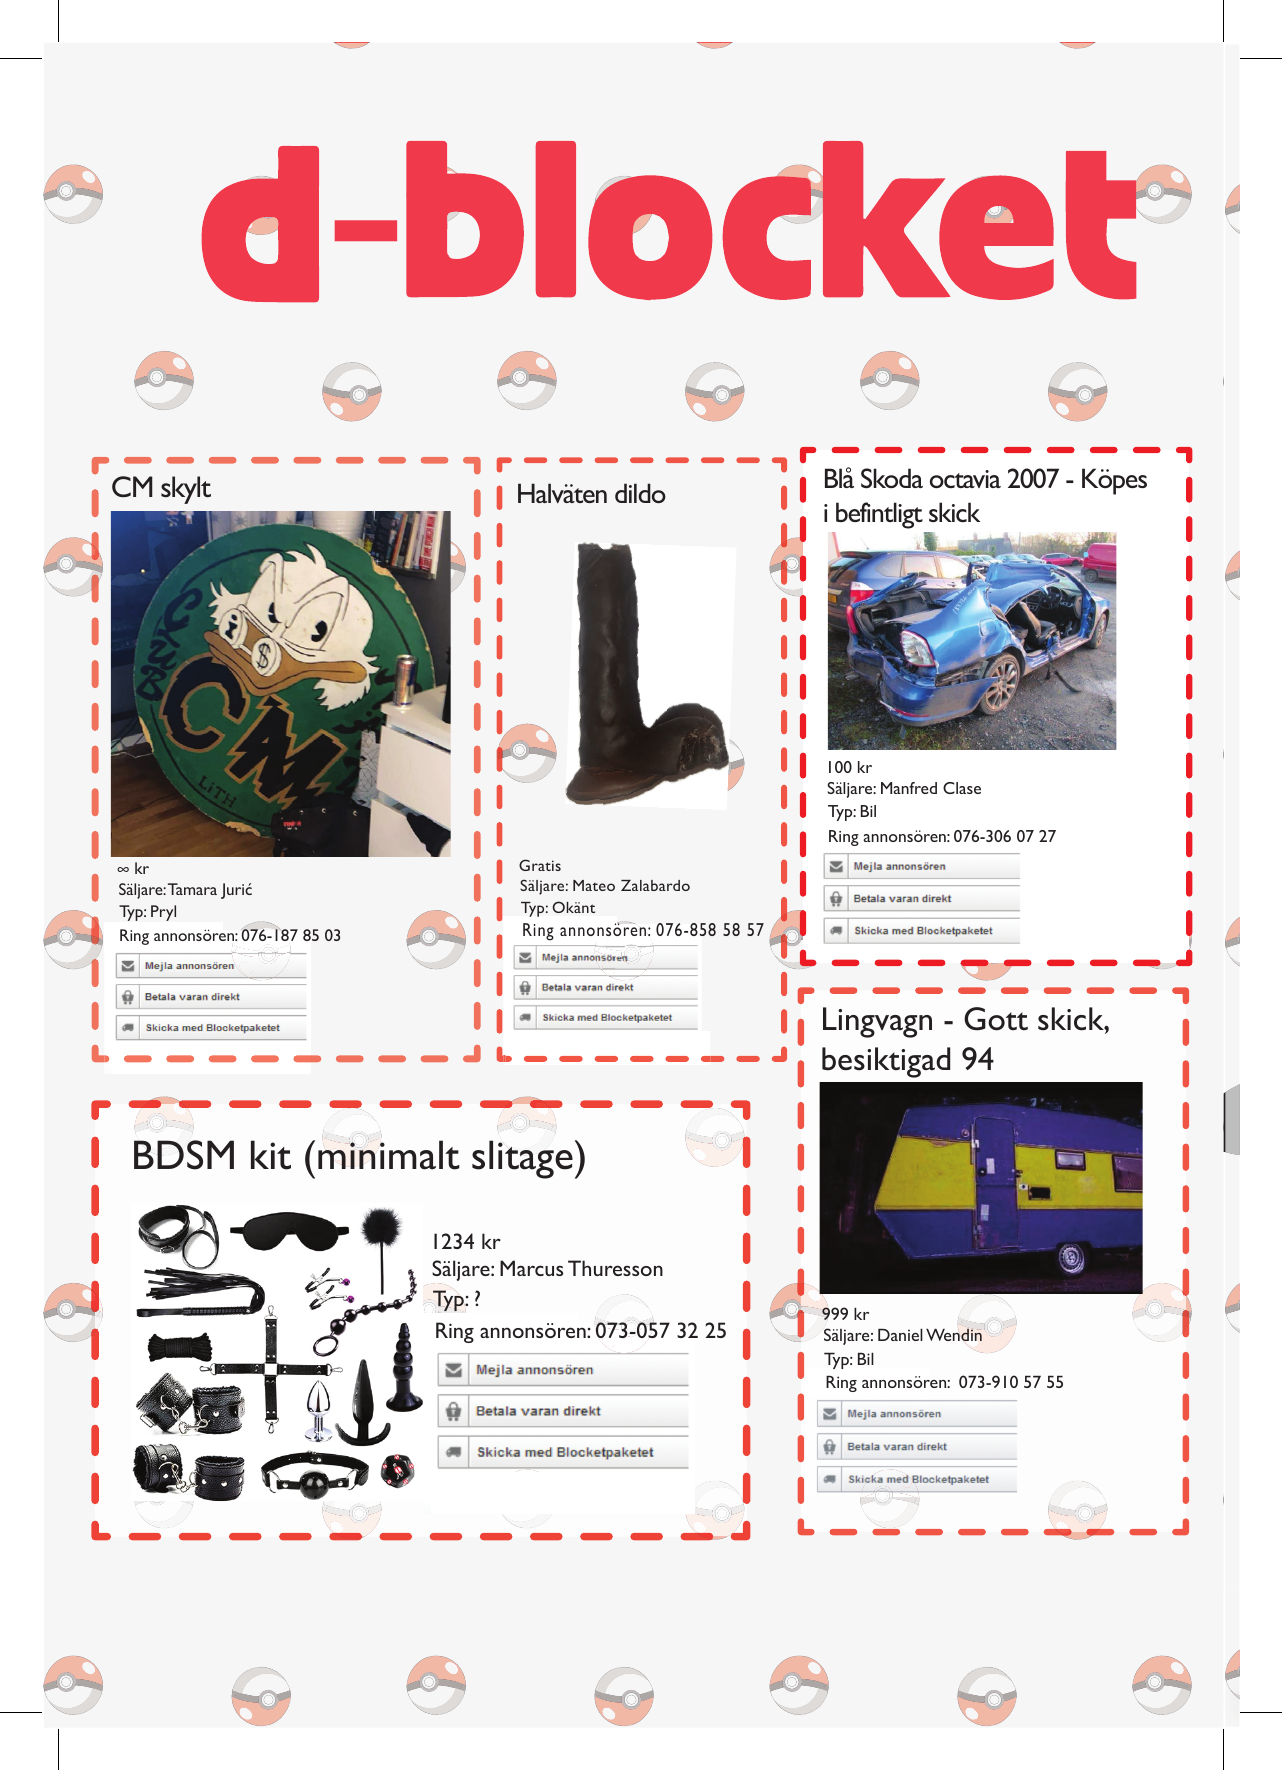 d-blocket
CM skylt
CLUB
CM
LiTH
$
∞ kr
Säljare: Tamara Jurić
Typ: Pryl
Ring annonsören: 076-187 85 03
Mejla annonsören
Betala varan direkt
Skicka med Blocketpaketet
Halväten dildo
Gratis
Säljare: Mateo Zalabardo
Typ: Okänt
Ring annonsören: 076-858 58 57
Mejla annonsören
Betala varan direkt
Skicka med Blocketpaketet
Blå Skoda octavia 2007 - Köpes
i befintligt skick
100 kr
Säljare: Manfred Clase
Typ: Bil
Ring annonsören: 076-306 07 27
Mejla annonsören
Betala varan direkt
Skicka med Blocketpaketet
BDSM kit (minimalt slitage)
1234 kr
Säljare: Marcus Thuresson
Typ: ?
Ring annonsören: 073-057 32 25
Mejla annonsören
Betala varan direkt
Skicka med Blocketpaketet
Lingvagn - Gott skick,
besiktigad 94
999 kr
Säljare: Daniel Wendin
Typ: Bil
Ring annonsören: 073-910 57 55
Mejla annonsören
Betala varan direkt
Skicka med Blocketpaketet